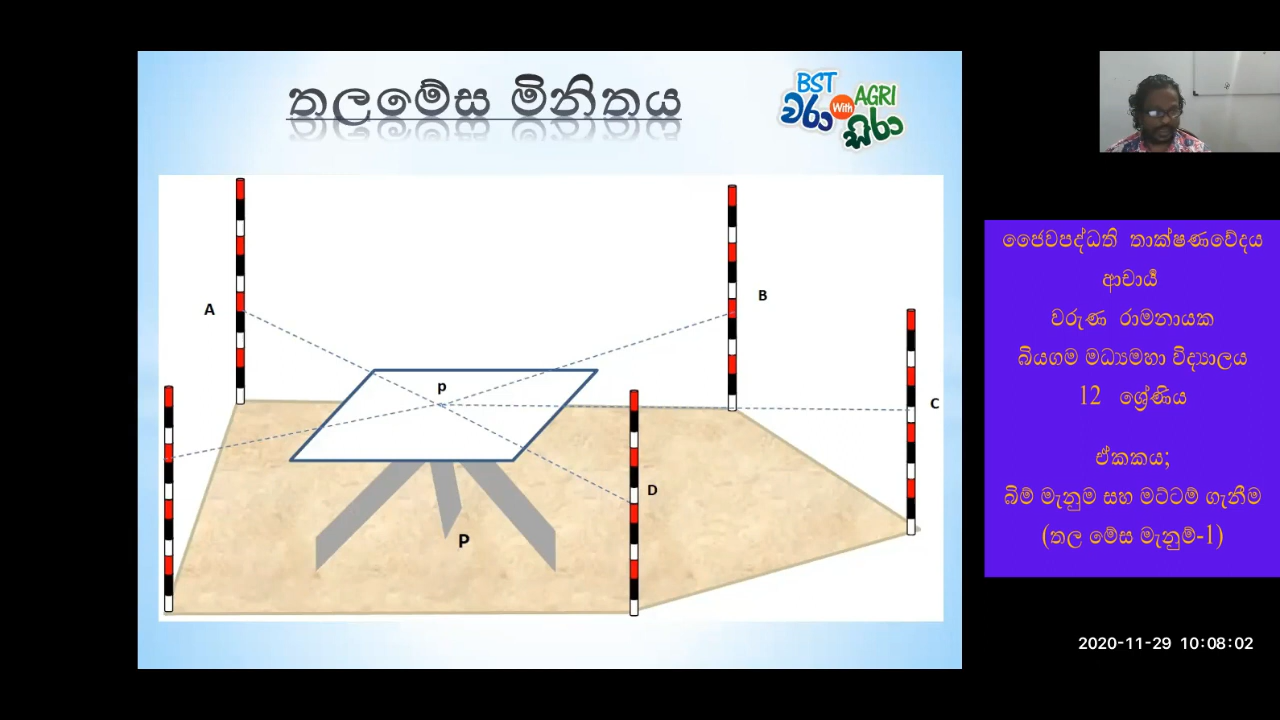 තලමේස මිනිතය
BST
වරා With AGRI
සිරා
A
B
p
C
D
P
ජෛවපද්ධති තාක්ෂණවේදය
ආචාර්‍ය
වරුණ රාමනායක
බියගම මධ්‍යමහා විද්‍යාලය
12 ශ්‍රේණිය
ඒකකය;
බිම් මැනුම සහ මට්ටම් ගැනීම
(තල මේස මැනුම්-1)
2020-11-29 10:08:02